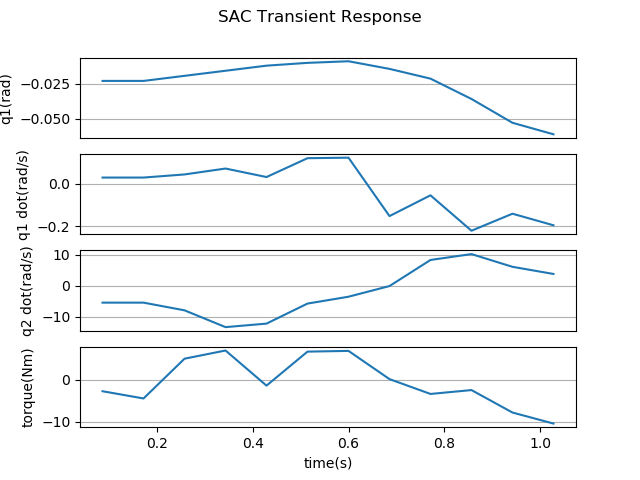 SAC Transient Response
q1(rad)
−0.025
−0.050
q1 dot(rad/s)
0.0
−0.2
q2 dot(rad/s)
10
0
−10
torque(Nm)
0
−10
0.2 0.4 0.6 0.8 1.0
time(s)